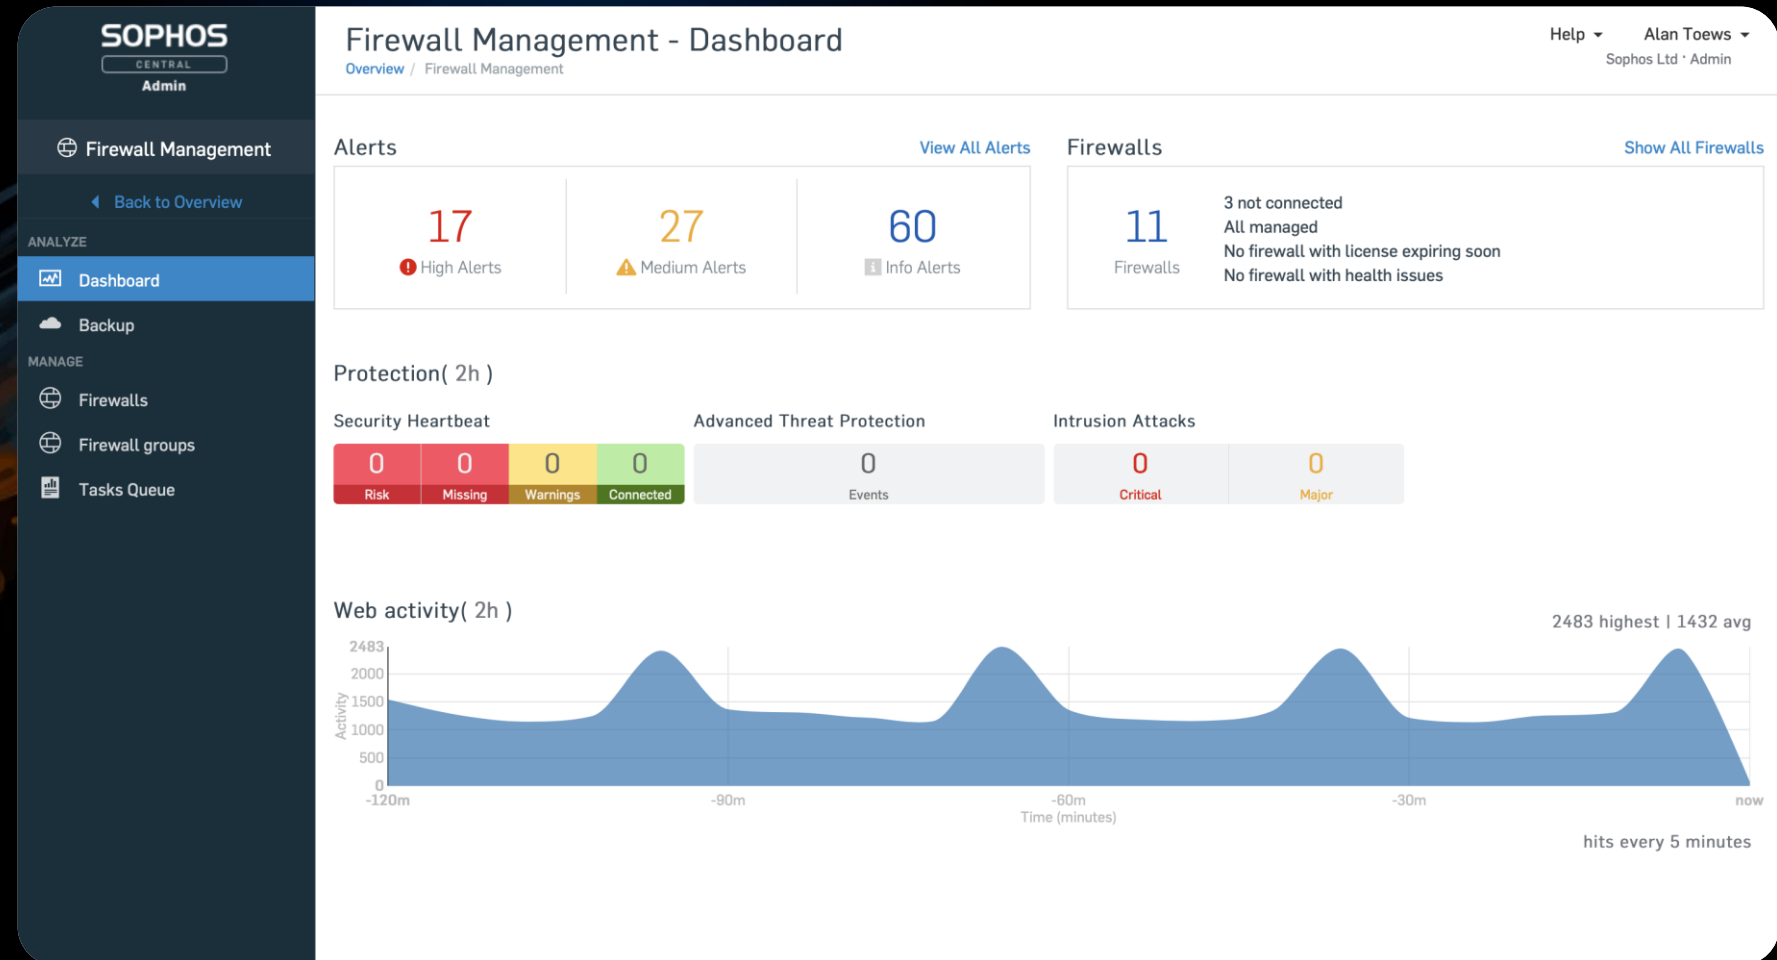 SOPHOS
CENTRAL
Admin
Firewall Management
Back to Overview
ANALYZE
Dashboard
Backup
MANAGE
Firewalls
Firewall groups
Tasks Queue
Firewall Management - Dashboard
Overview / Firewall Management
Help
Alan Toews
Sophos Ltd · Admin
Alerts
View All Alerts
17
High Alerts
27
Medium Alerts
60
Info Alerts
Firewalls
Show All Firewalls
11
Firewalls
3 not connected
All managed
No firewall with license expiring soon
No firewall with health issues
Protection( 2h )
Security Heartbeat
0
Risk
0
Missing
0
Warnings
0
Connected
Advanced Threat Protection
0
Events
Intrusion Attacks
0
Critical
0
Major
Web activity( 2h )
2483 highest | 1432 avg
2483
2000
1500
1000
500
0
Activity
-120m
-90m
-60m
-30m
now
Time (minutes)
hits every 5 minutes